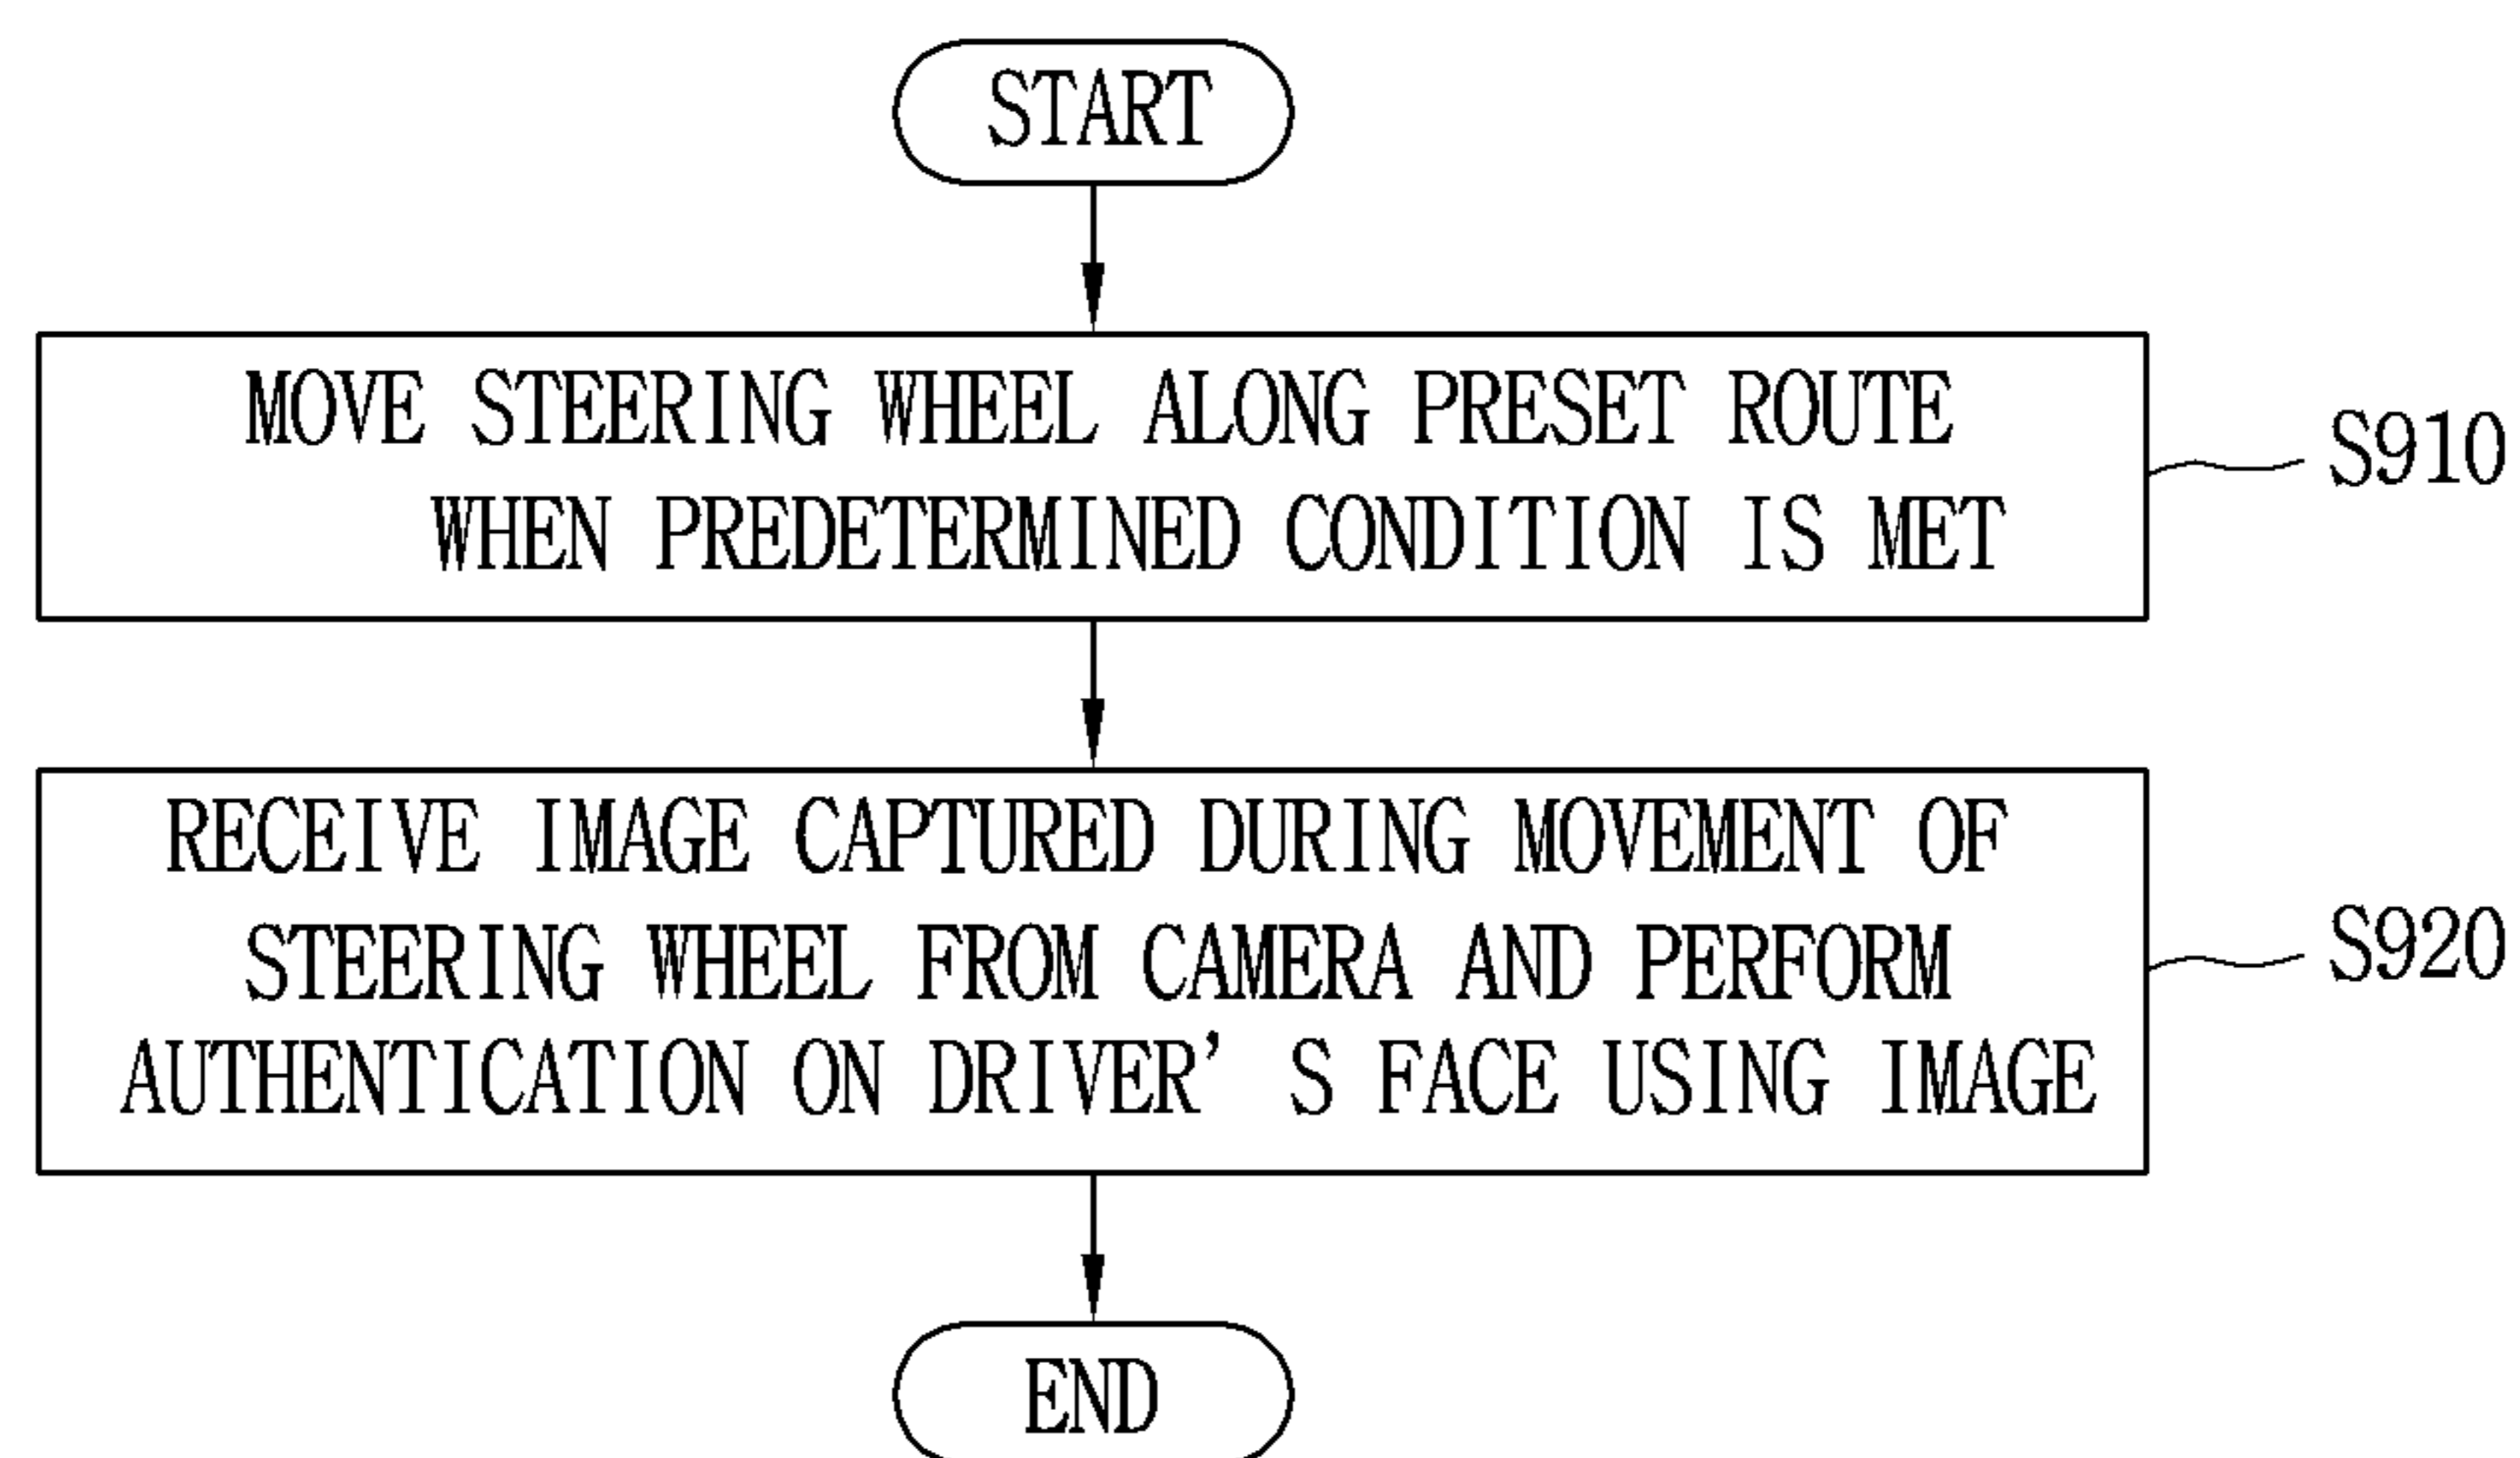 START
MOVE STEERING WHEEL ALONG PRESET ROUTE
WHEN PREDETERMINED CONDITION IS MET
S910
RECEIVE IMAGE CAPTURED DURING MOVEMENT OF
STEERING WHEEL FROM CAMERA AND PERFORM
AUTHENTICATION ON DRIVER'S FACE USING IMAGE
S920
END